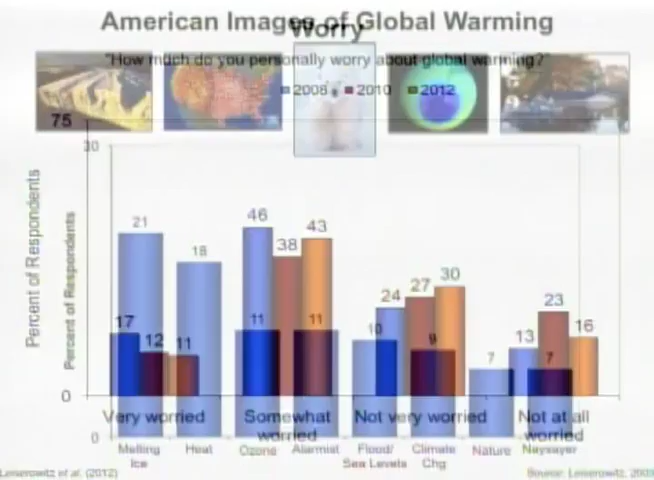 American Images of Global Warming
Worry
"How much do you personally worry about global warming?"
2008 2010 2012
75
30
Percent of Respondents
Percent of Respondents
21
18
46
38
43
24
27
30
13
23
16
17
12
11
11
11
10
9
7
7
0
Very worried Somewhat worried Not very worried Not at all worried
0
Melting Ice
Heat
Ozone
Alarmist
Flood/ Sea Levels
Climate Chg
Nature
Naysayer
Leiserowitz et al. (2012)
Source: Leiserowitz,